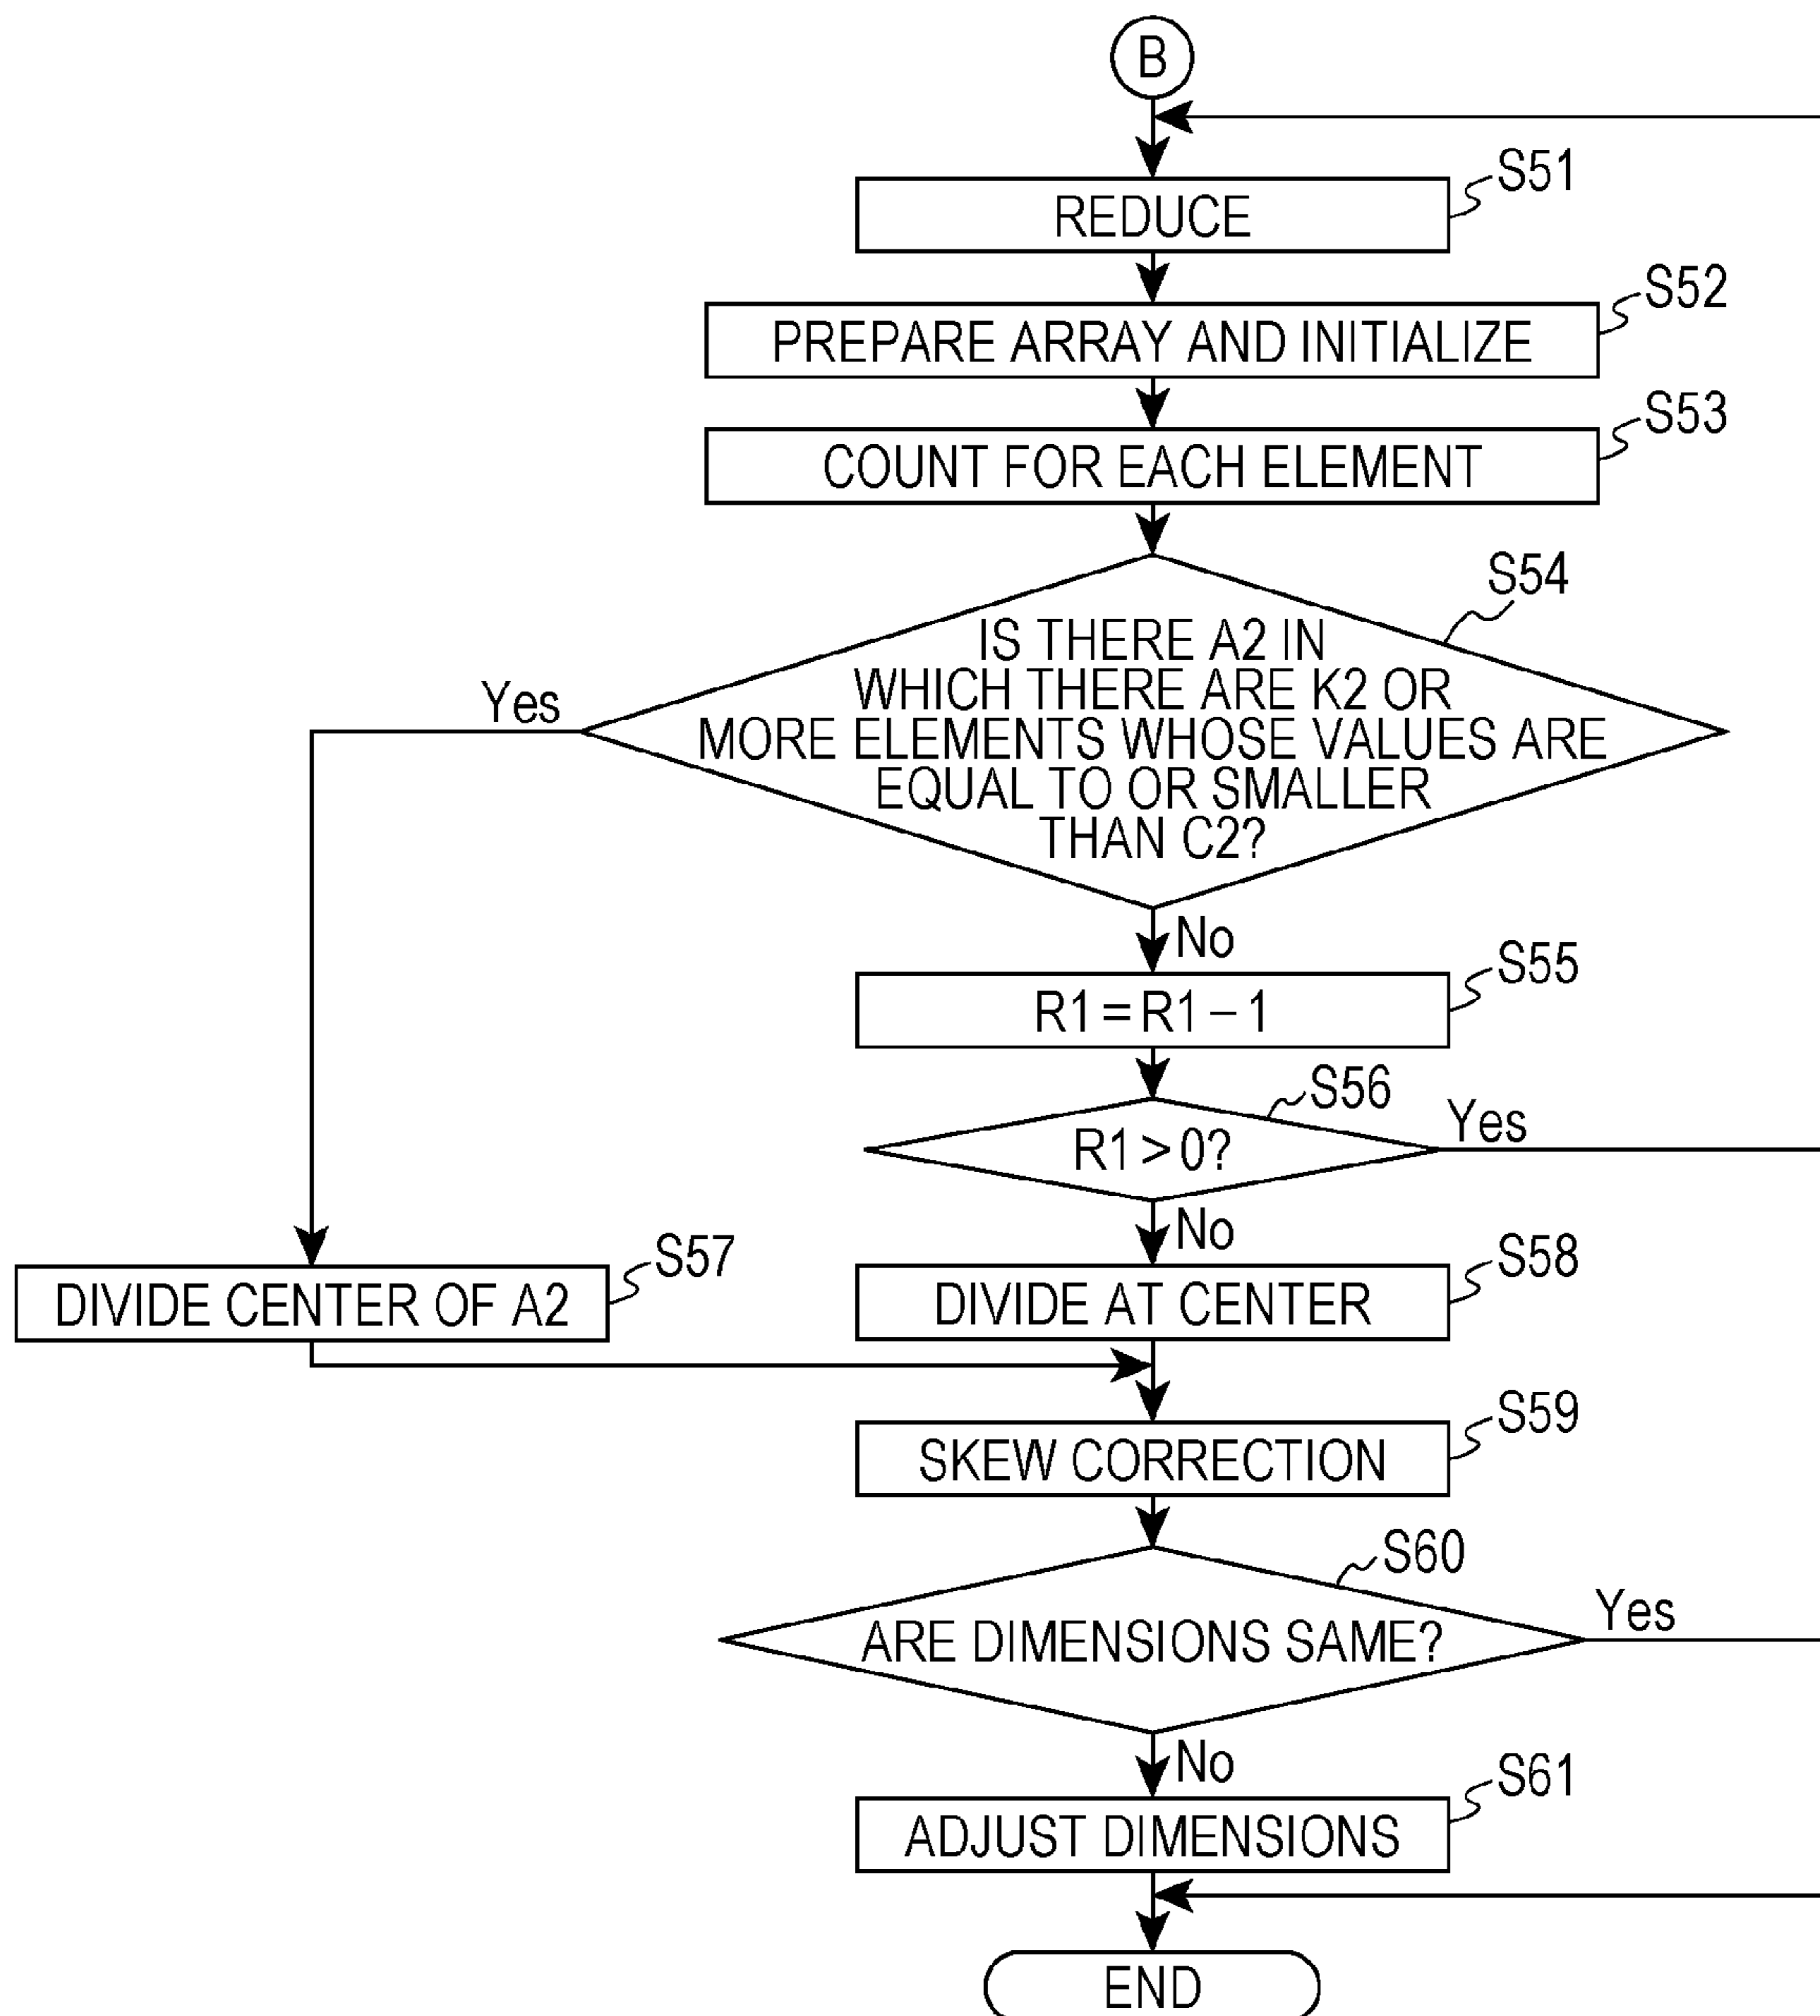 B
S51
REDUCE
S52
PREPARE ARRAY AND INITIALIZE
S53
COUNT FOR EACH ELEMENT
S54
IS THERE A2 IN
WHICH THERE ARE K2 OR
MORE ELEMENTS WHOSE VALUES ARE
EQUAL TO OR SMALLER
THAN C2?
Yes
No
S55
R1=R1−1
S56
R1>0?
Yes
No
S57
DIVIDE CENTER OF A2
S58
DIVIDE AT CENTER
S59
SKEW CORRECTION
S60
ARE DIMENSIONS SAME?
Yes
No
S61
ADJUST DIMENSIONS
END